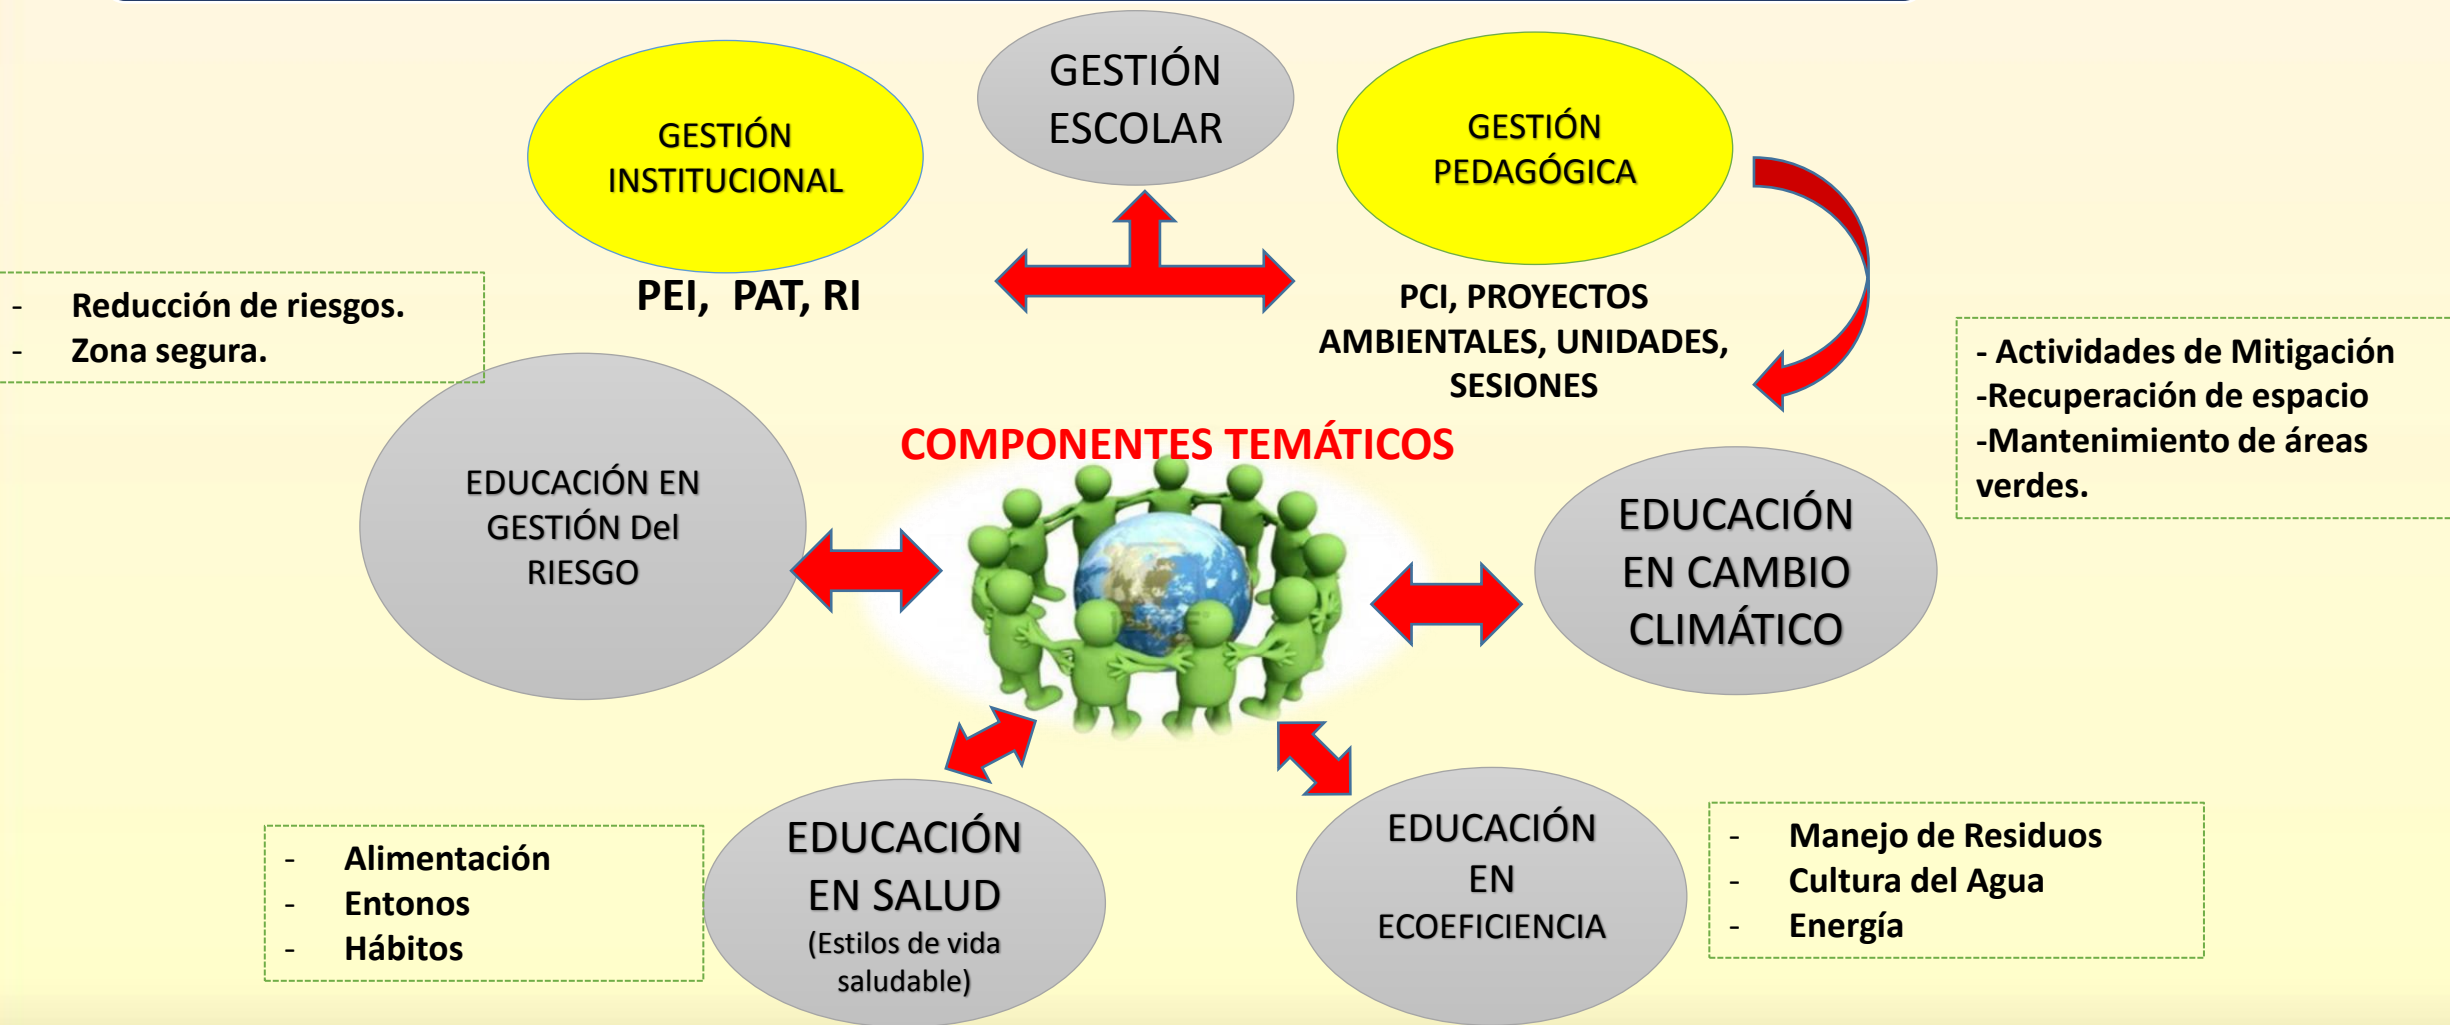 GESTIÓN
ESCOLAR
GESTIÓN
INSTITUCIONAL
GESTIÓN
PEDAGÓGICA
PEI, PAT, RI
PCI, PROYECTOS
AMBIENTALES, UNIDADES,
SESIONES
- Reducción de riesgos.
- Zona segura.
- Actividades de Mitigación
-Recuperación de espacio
-Mantenimiento de áreas
verdes.
COMPONENTES TEMÁTICOS
EDUCACIÓN EN
GESTIÓN Del
RIESGO
EDUCACIÓN
EN CAMBIO
CLIMÁTICO
- Alimentación
- Entonos
- Hábitos
EDUCACIÓN
EN SALUD
(Estilos de vida
saludable)
EDUCACIÓN
EN
ECOEFICIENCIA
- Manejo de Residuos
- Cultura del Agua
- Energía